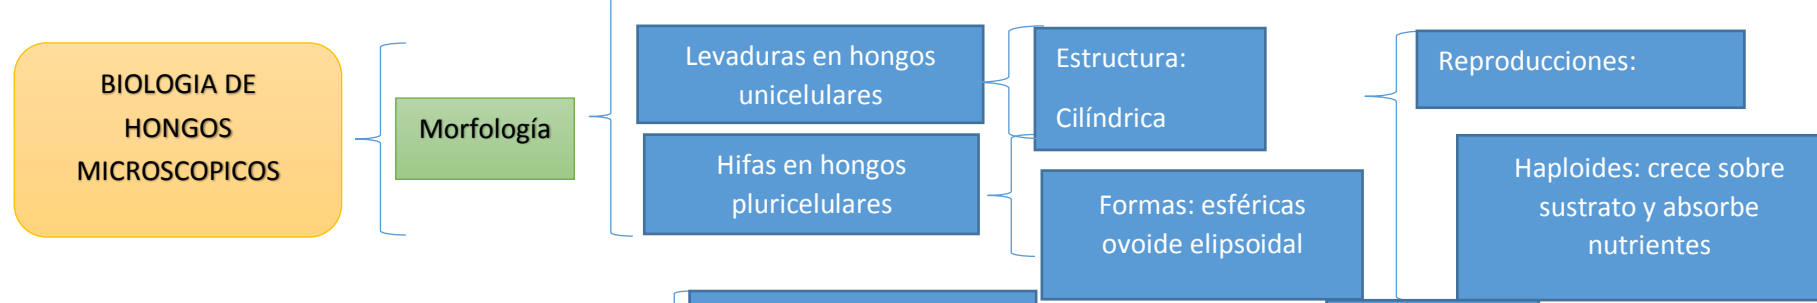 BIOLOGIA DE
HONGOS
MICROSCOPICOS
Morfología
Levaduras en hongos
unicelulares
Hifas en hongos
pluricelulares
Estructura:
Cilíndrica
Formas: esféricas
ovoide elipsoidal
Reproducciones:
Haploides: crece sobre
sustrato y absorbe
nutrientes